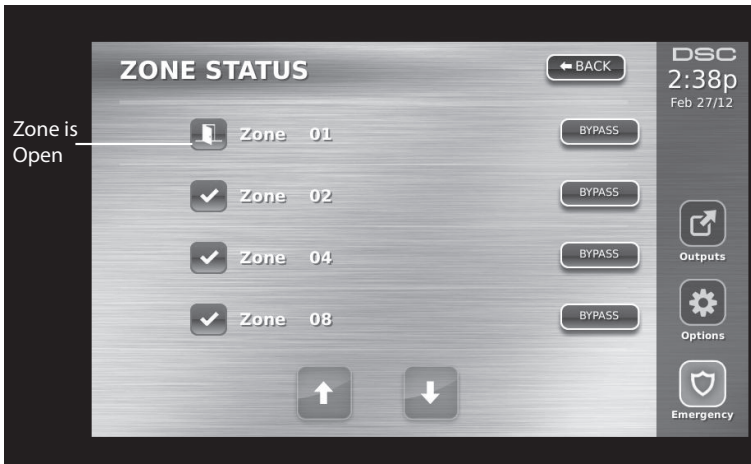 ZONE STATUS
BACK
DSC
2:38p
Feb 27/12
Zone is
Open
Zone 01
BYPASS
Zone 02
BYPASS
Zone 04
BYPASS
Zone 08
BYPASS
Outputs
Options
Emergency